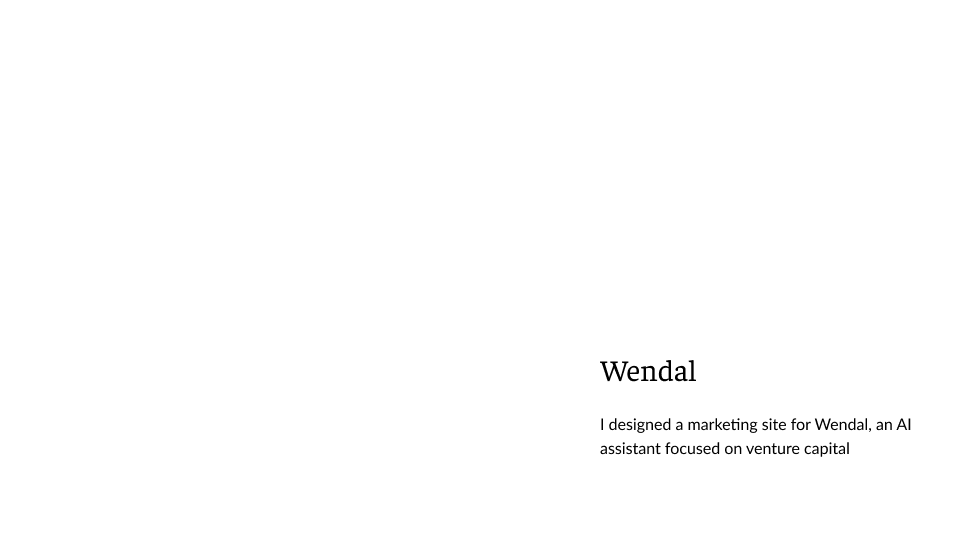 Wendal
I designed a marketing site for Wendal, an AI
assistant focused on venture capital